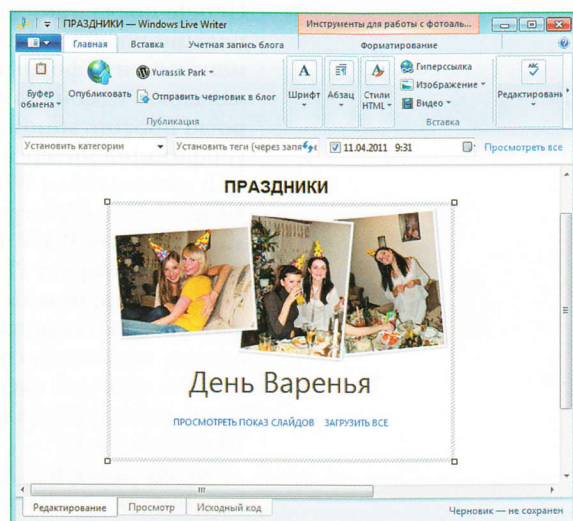 ПРАЗДНИКИ — Windows Live Writer
Инструменты для работы с фотоаль...
Главная Вставка Учетная запись блога Форматирование
Буфер обмена
Опубликовать
Yurassik Park
Отправить черновик в блог
Публикация
Шрифт
Абзац
Стили HTML
Гиперссылка
Изображение
Видео
Вставка
ABC
Редактировани
Установить категории Установить теги (через запя 11.04.2011 9:31 Просмотреть все
ПРАЗДНИКИ
День Варенья
ПРОСМОТРЕТЬ ПОКАЗ СЛАЙДОВ ЗАГРУЗИТЬ ВСЕ
Редактирование Просмотр Исходный код Черновик — не сохранен